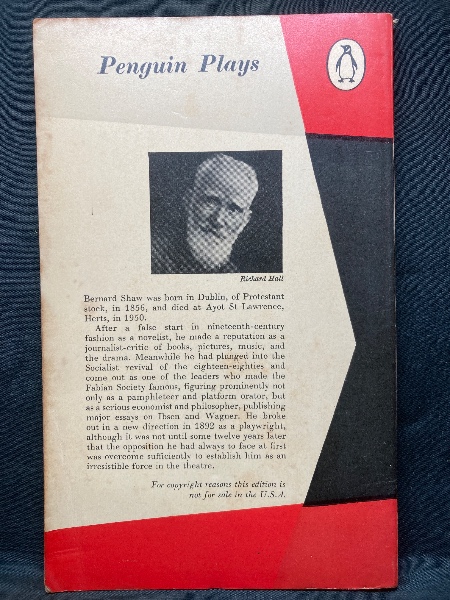 Penguin Plays
Richard Hall
Bernard Shaw was born in Dublin, of Protestant
stock, in 1856, and died at Ayot St Lawrence,
Herts, in 1950.
After a false start in nineteenth-century
fashion as a novelist, he made a reputation as a
journalist-critic of books, pictures, music, and
the drama. Meanwhile he had plunged into the
Socialist revival of the eighteen-eighties and
come out as one of the leaders who made the
Fabian Society famous, figuring prominently not
only as a pamphleteer and platform orator, but
as a serious economist and philosopher, publishing
major essays on Ibsen and Wagner. He broke
out in a new direction in 1892 as a playwright,
although it was not until some twelve years later
that the opposition he had always to face at first
was overcome sufficiently to establish him as an
irresistible force in the theatre.
For copyright reasons this edition is
not for sale in the U.S.A.